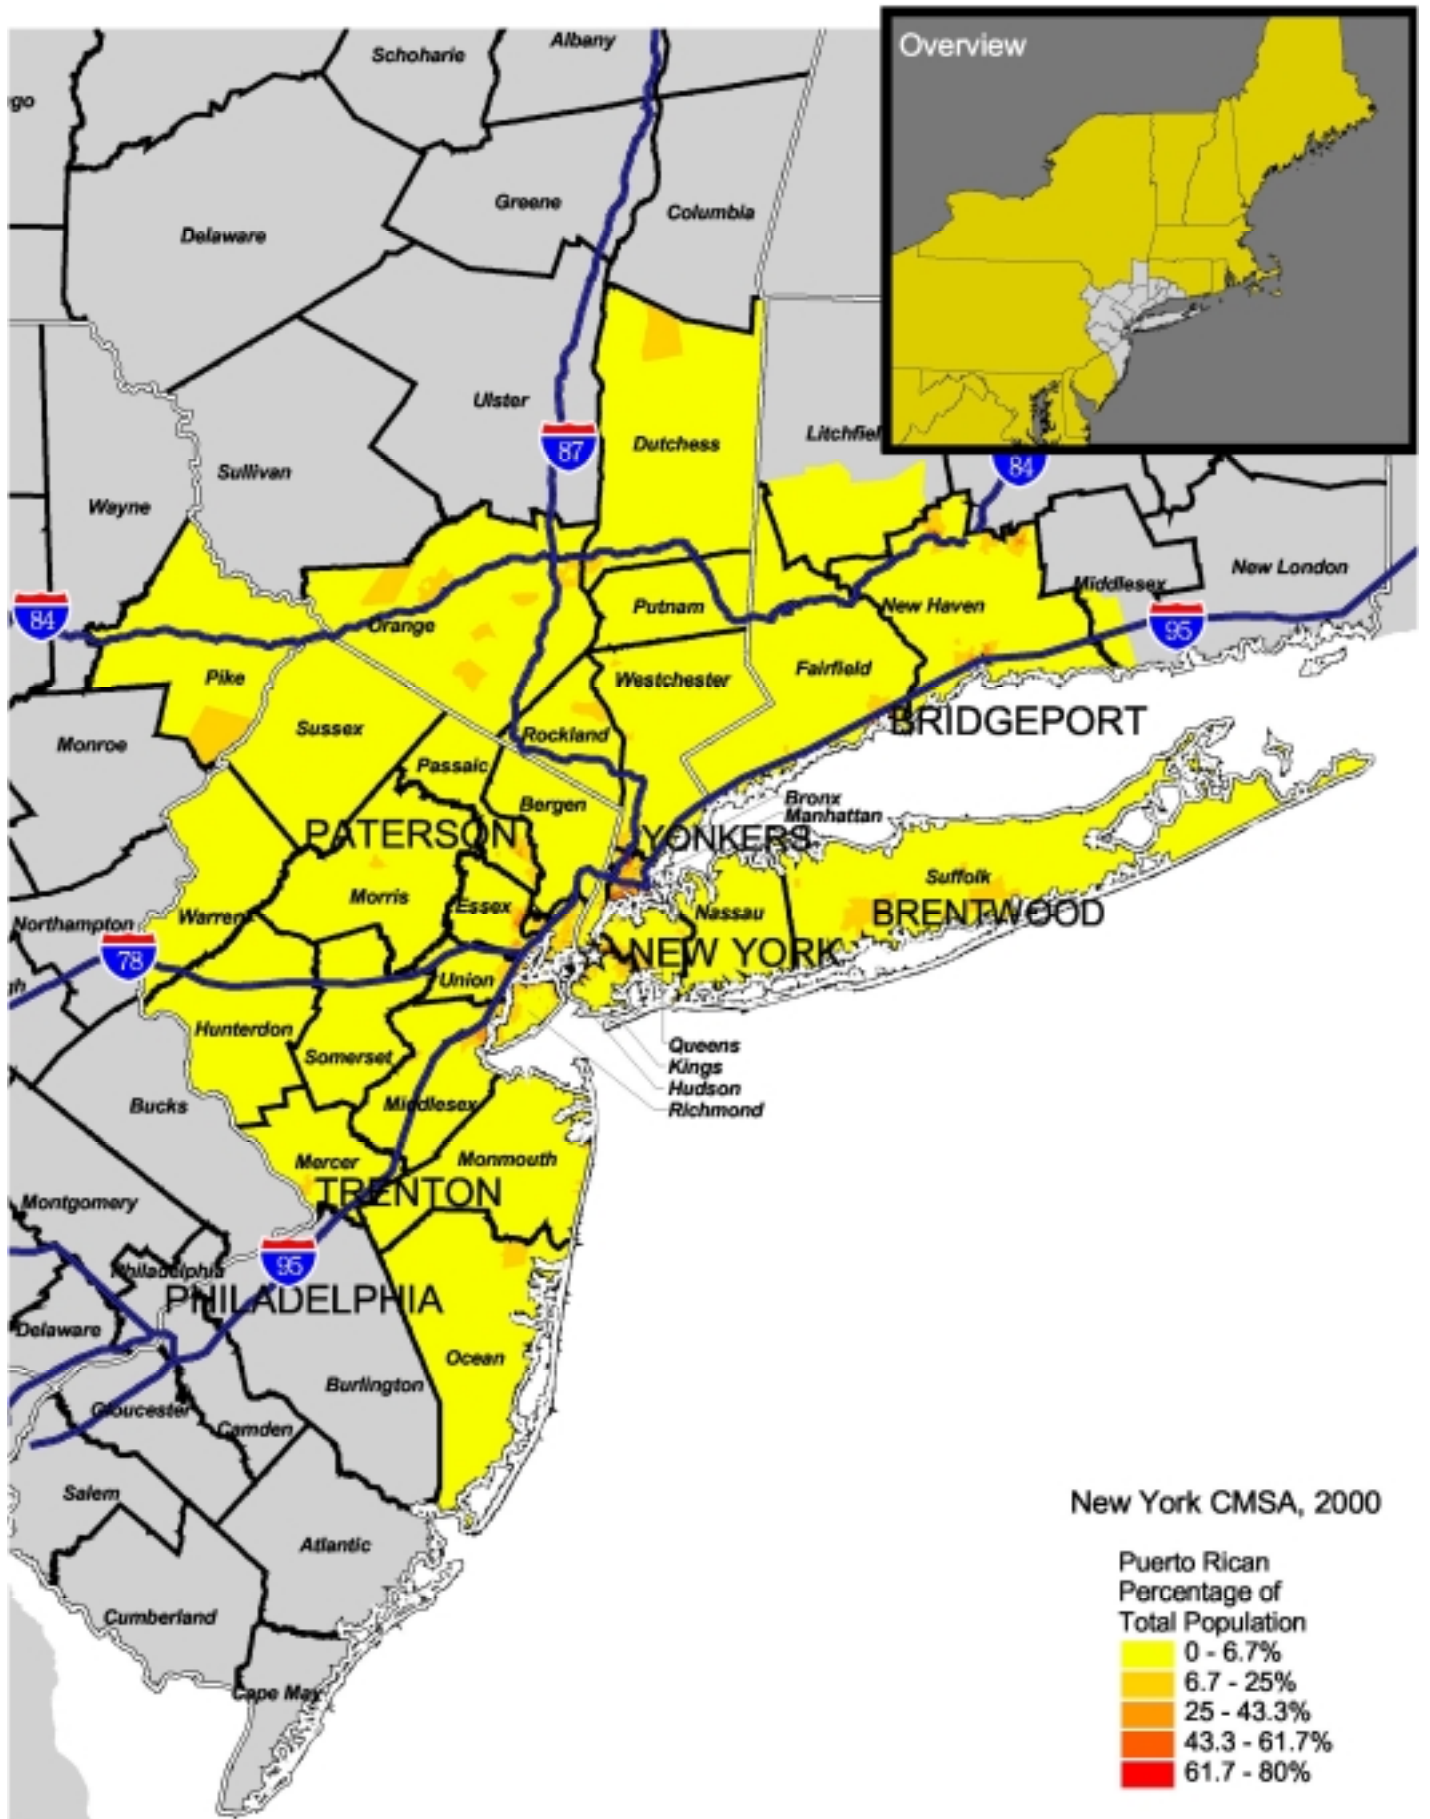 Overview
Schoharie
Albany
go
Greene
Columbia
Delaware
Ulster
87
Dutchess
Litchfiel
84
Sullivan
Wayne
New London
Middlesex
84
Orange
Putnam
New Haven
95
Pike
Westchester
Fairfield
Monroe
Sussex
Rockland
BRIDGEPORT
Passaic
Bergen
Bronx
Manhattan
PATERSON
YONKERS
Morris
Essex
Suffolk
Northampton
Warren
Nassau
BRENTWOOD
78
NEW YORK
gh
Union
Hunterdon
Somerset
Queens
Kings
Hudson
Richmond
Bucks
Middlesex
Mercer
Monmouth
TRENTON
Montgomery
95
Philadelphia
PHILADELPHIA
Delaware
Ocean
Burlington
Gloucester
Camden
Salem
Atlantic
Cumberland
Cape May
New York CMSA, 2000
Puerto Rican
Percentage of
Total Population
0 - 6.7%
6.7 - 25%
25 - 43.3%
43.3 - 61.7%
61.7 - 80%